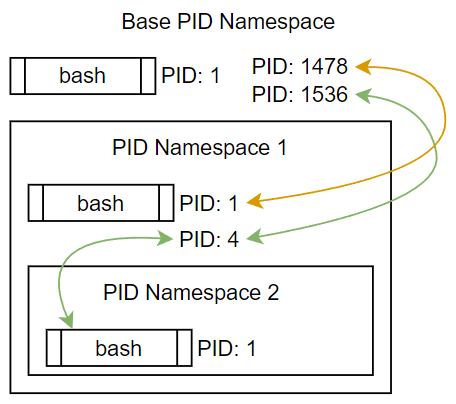 Base PID Namespace
bash PID: 1
PID: 1478
PID: 1536
PID Namespace 1
bash PID: 1
PID: 4
PID Namespace 2
bash PID: 1